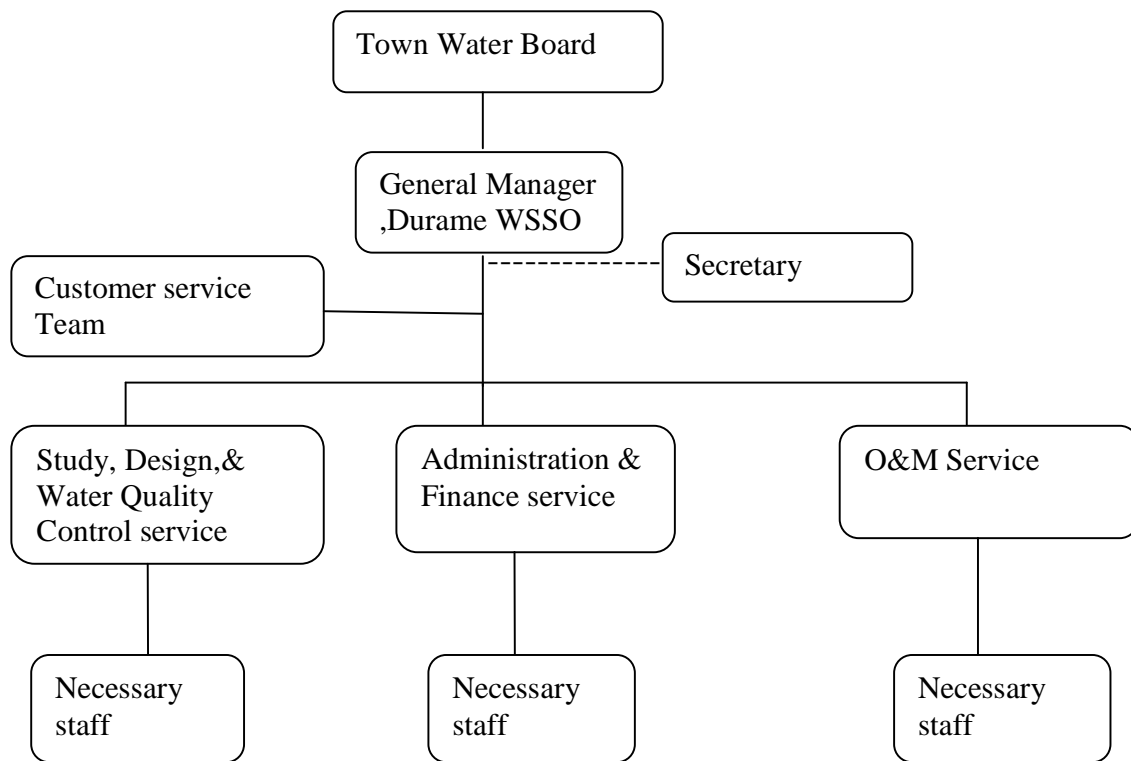 Town Water Board
General Manager
,Durame WSSO
Secretary
Customer service
Team
Study, Design,&
Water Quality
Control service
Administration &
Finance service
O&M Service
Necessary
staff
Necessary
staff
Necessary
staff